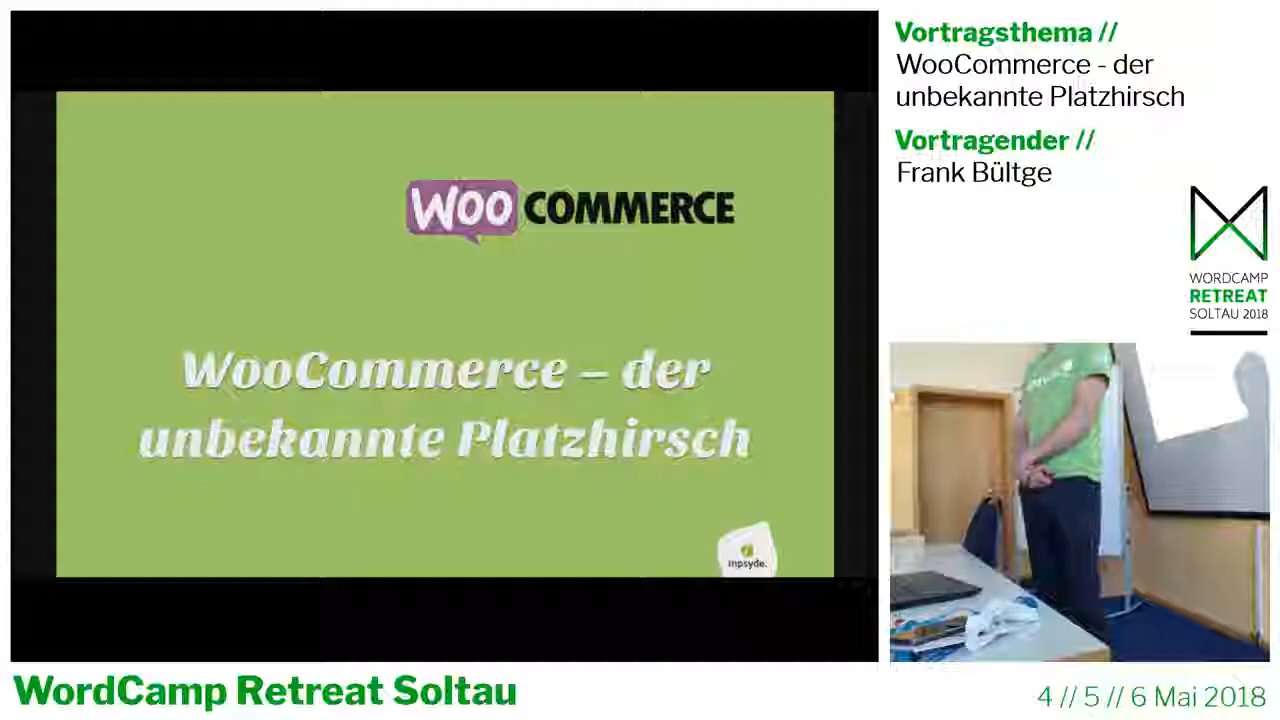 Vortragsthema //
WooCommerce - der
unbekannte Platzhirsch
Vortragender //
Frank Bültge
WOO COMMERCE
WooCommerce – der
unbekannte Platzhirsch
inpsyde.
WORDCAMP
RETREAT
SOLTAU 2018
WordCamp Retreat Soltau
4 // 5 // 6 Mai 2018